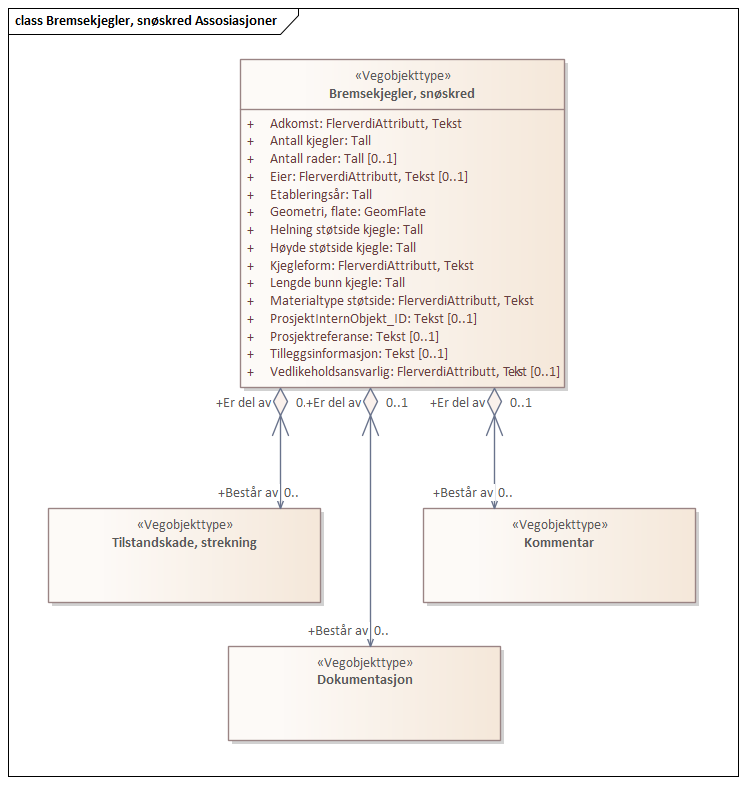 class Bremsekjegler, snøskred Assosiasjoner
«Vegobjekttype»
Bremsekjegler, snøskred
+ Adkomst: FlerverdiAttributt, Tekst
+ Antall kjegler: Tall
+ Antall rader: Tall [0..1]
+ Eier: FlerverdiAttributt, Tekst [0..1]
+ Etableringsår: Tall
+ Geometri, flate: GeomFlate
+ Helning støtside kjegle: Tall
+ Høyde støtside kjegle: Tall
+ Kjegleform: FlerverdiAttributt, Tekst
+ Lengde bunn kjegle: Tall
+ Materialtype støtside: FlerverdiAttributt, Tekst
+ ProsjektInternObjekt_ID: Tekst [0..1]
+ Prosjektreferanse: Tekst [0..1]
+ Tilleggsinformasjon: Tekst [0..1]
+ Vedlikeholdsansvarlig: FlerverdiAttributt, Tekst [0..1]
+Er del av 0.. +Er del av 0..1 +Er del av 0..1
+Består av 0.. +Består av 0..
«Vegobjekttype»
Tilstandskade, strekning
«Vegobjekttype»
Kommentar
+Består av 0..
«Vegobjekttype»
Dokumentasjon